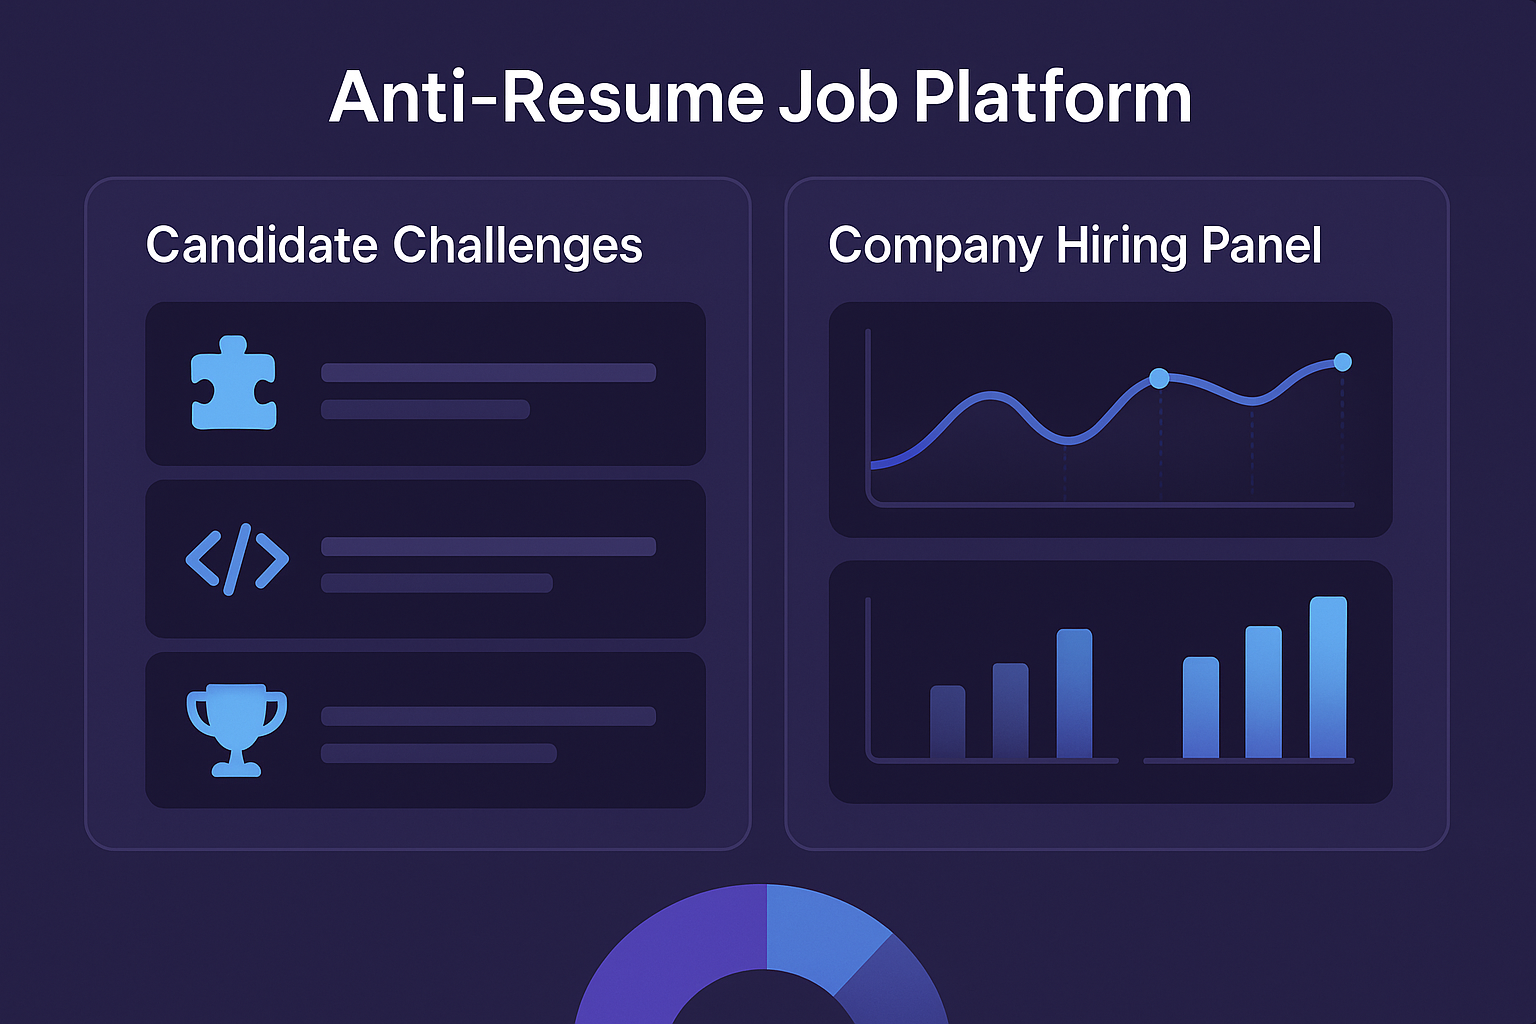 Anti-Resume Job Platform
Candidate Challenges
Company Hiring Panel